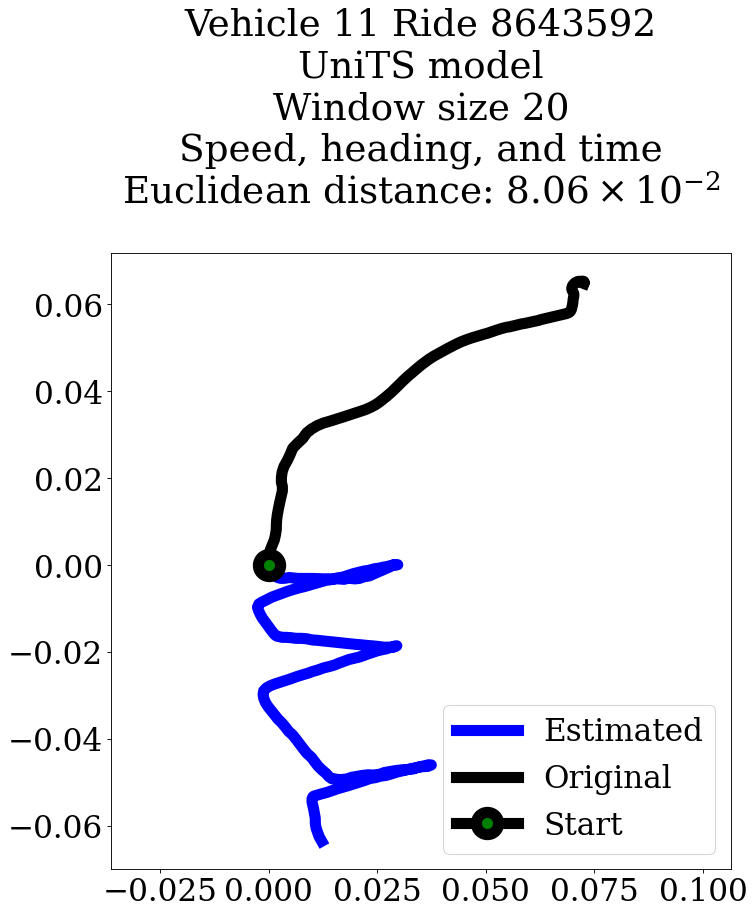 Vehicle 11 Ride 8643592
UniTS model
Window size 20
Speed, heading, and time
Euclidean distance: 8.06 × 10⁻²
0.06
0.04
0.02
0.00
−0.02
−0.04
−0.06
Estimated
Original
Start
−0.025 0.000 0.025 0.050 0.075 0.100